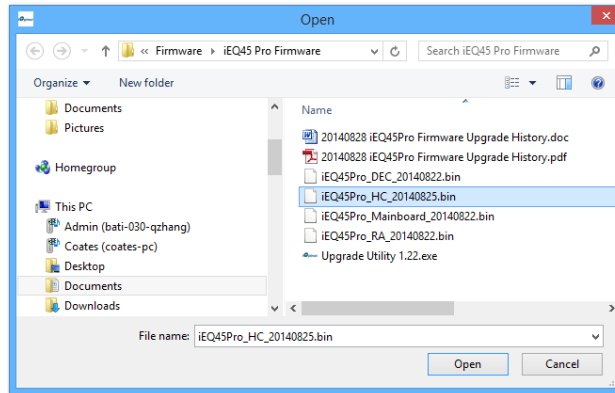 Open
« Firmware › iEQ45 Pro Firmware
Search iEQ45 Pro Firmware
Organize
New folder
Documents
Pictures
Homegroup
This PC
Admin (bati-030-qzhang)
Coates (coates-pc)
Desktop
Documents
Downloads
Name
20140828 iEQ45Pro Firmware Upgrade History.doc
20140828 iEQ45Pro Firmware Upgrade History.pdf
iEQ45Pro_DEC_20140822.bin
iEQ45Pro_HC_20140825.bin
iEQ45Pro_Mainboard_20140822.bin
iEQ45Pro_RA_20140822.bin
Upgrade Utility 1.22.exe
File name: iEQ45Pro_HC_20140825.bin
Open
Cancel